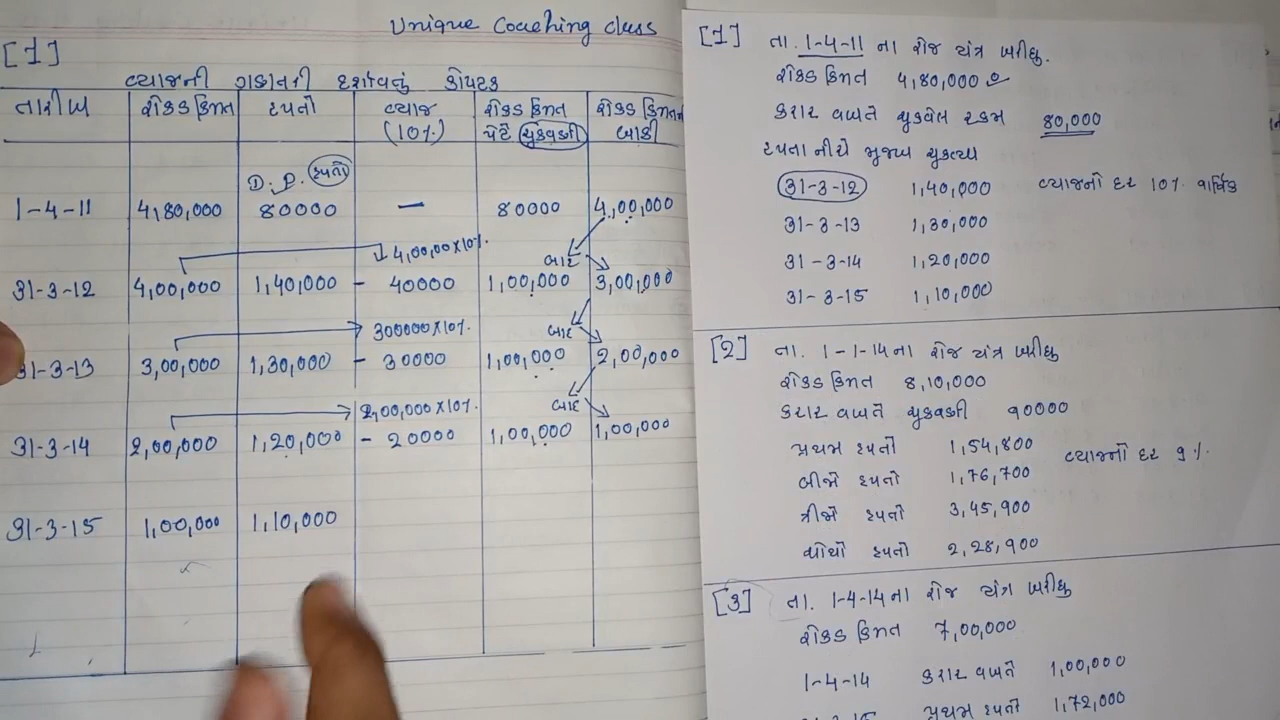 Unique Coaching Class
[1]
વ્યાજની ગણતરી દર્શાવતું કોષ્ટક
તારીખ રોકડ કિંમત હપતો વ્યાજ (10%) રોકડ કિંમત પેટે ચુકવણી રોકડ કિંમત બાકી
D. P. હપતો
1-4-11 4,80,000 80000 — 80000 4,00,000
4,00,00×10%. બાદ
31-3-12 4,00,000 1,40,000 - 40000 1,00,000 3,00,000
300000×10%. બાદ
31-3-13 3,00,000 1,30,000 - 30000 1,00,000 2,00,000
2,00,000×10%. બાદ
31-3-14 2,00,000 1,20,000 - 20000 1,00,000 1,00,000
31-3-15 1,00,000 1,10,000
[1] તા. 1-4-11 ના રોજ યંત્ર ખરીદ્યુ.
રોકડ કિંમત 4,80,000
કરાર વખતે ચુકવેલ રકમ 80,000
હપતા નીચે મુજબ ચુકવ્યા
31-3-12 1,40,000 વ્યાજનો દર 10%. વાર્ષિક
31-3-13 1,30,000
31-3-14 1,20,000
31-3-15 1,10,000
[2] તા. 1-1-14 ના રોજ યંત્ર ખરીદ્યુ
રોકડ કિંમત 8,10,000
કરાર વખતે ચુકવણી 90000
પ્રથમ હપતો 1,54,800
વ્યાજનો દર 9%.
બીજો હપતો 1,76,700
ત્રીજો હપતો 3,45,900
ચોથો હપતો 2,28,900
[3] તા. 1-4-14 ના રોજ યંત્ર ખરીદ્યુ
રોકડ કિંમત 7,00,000
1-4-14 કરાર વખતે 1,00,000
પ્રથમ હપતો 1,72,000